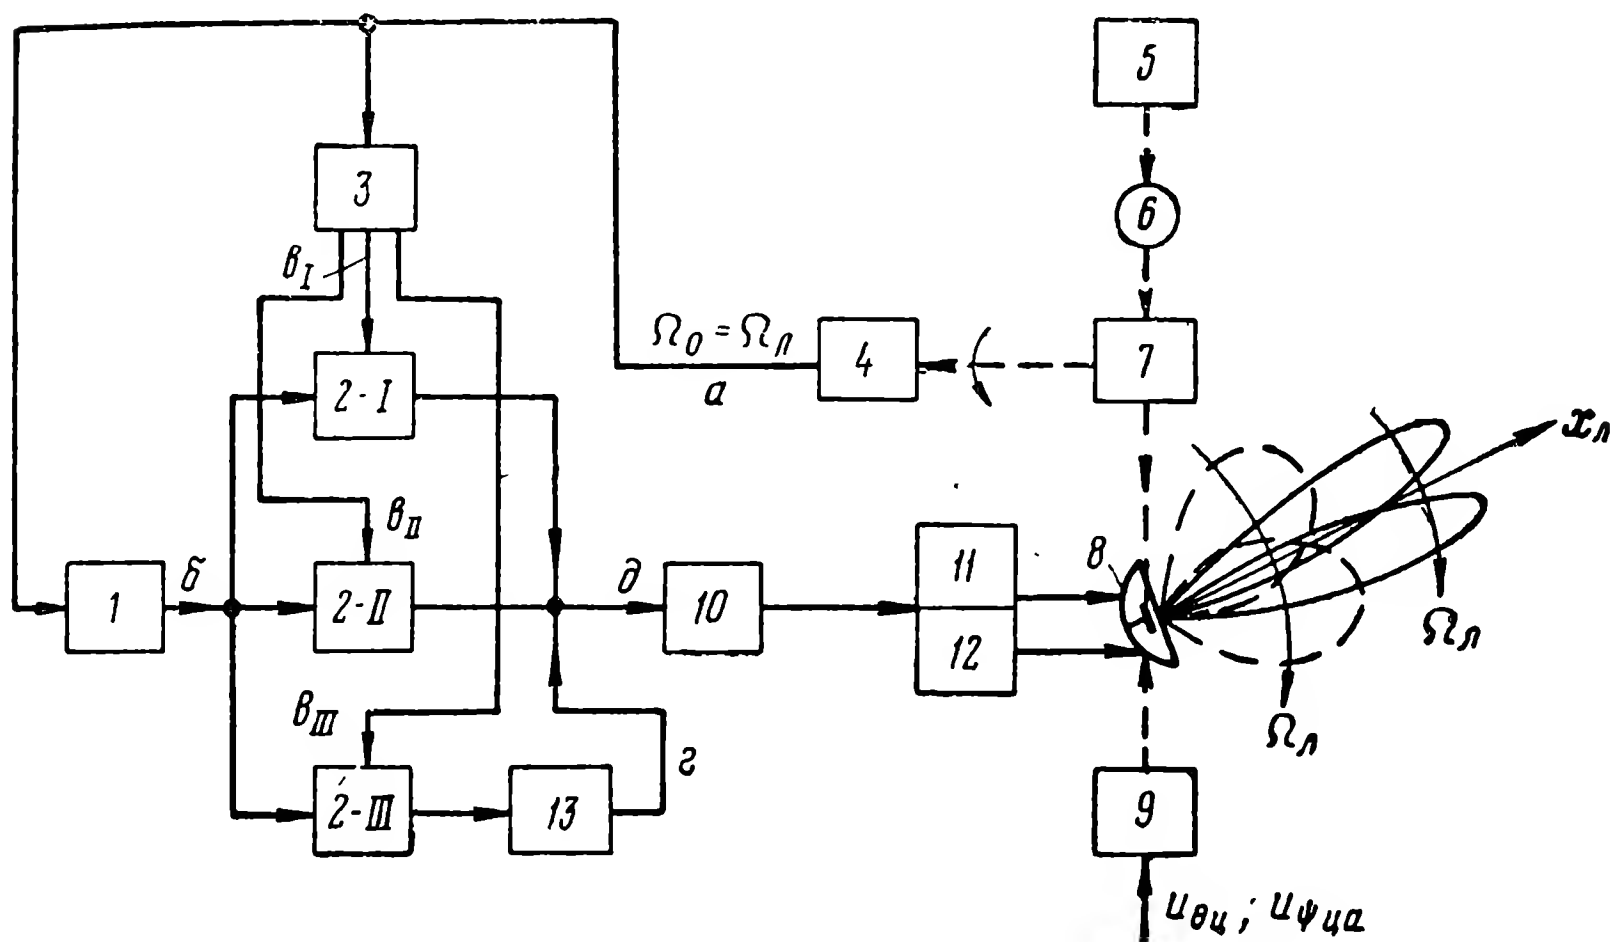 5
3
6
в_I
Ω_0 = Ω_л
4
7
а
2-I
x_л
в_II
8
11
б
1
2-II
д
10
12
Ω_л
в_III
Ω_л
г
2-III
13
9
u_θц ; u_ψца